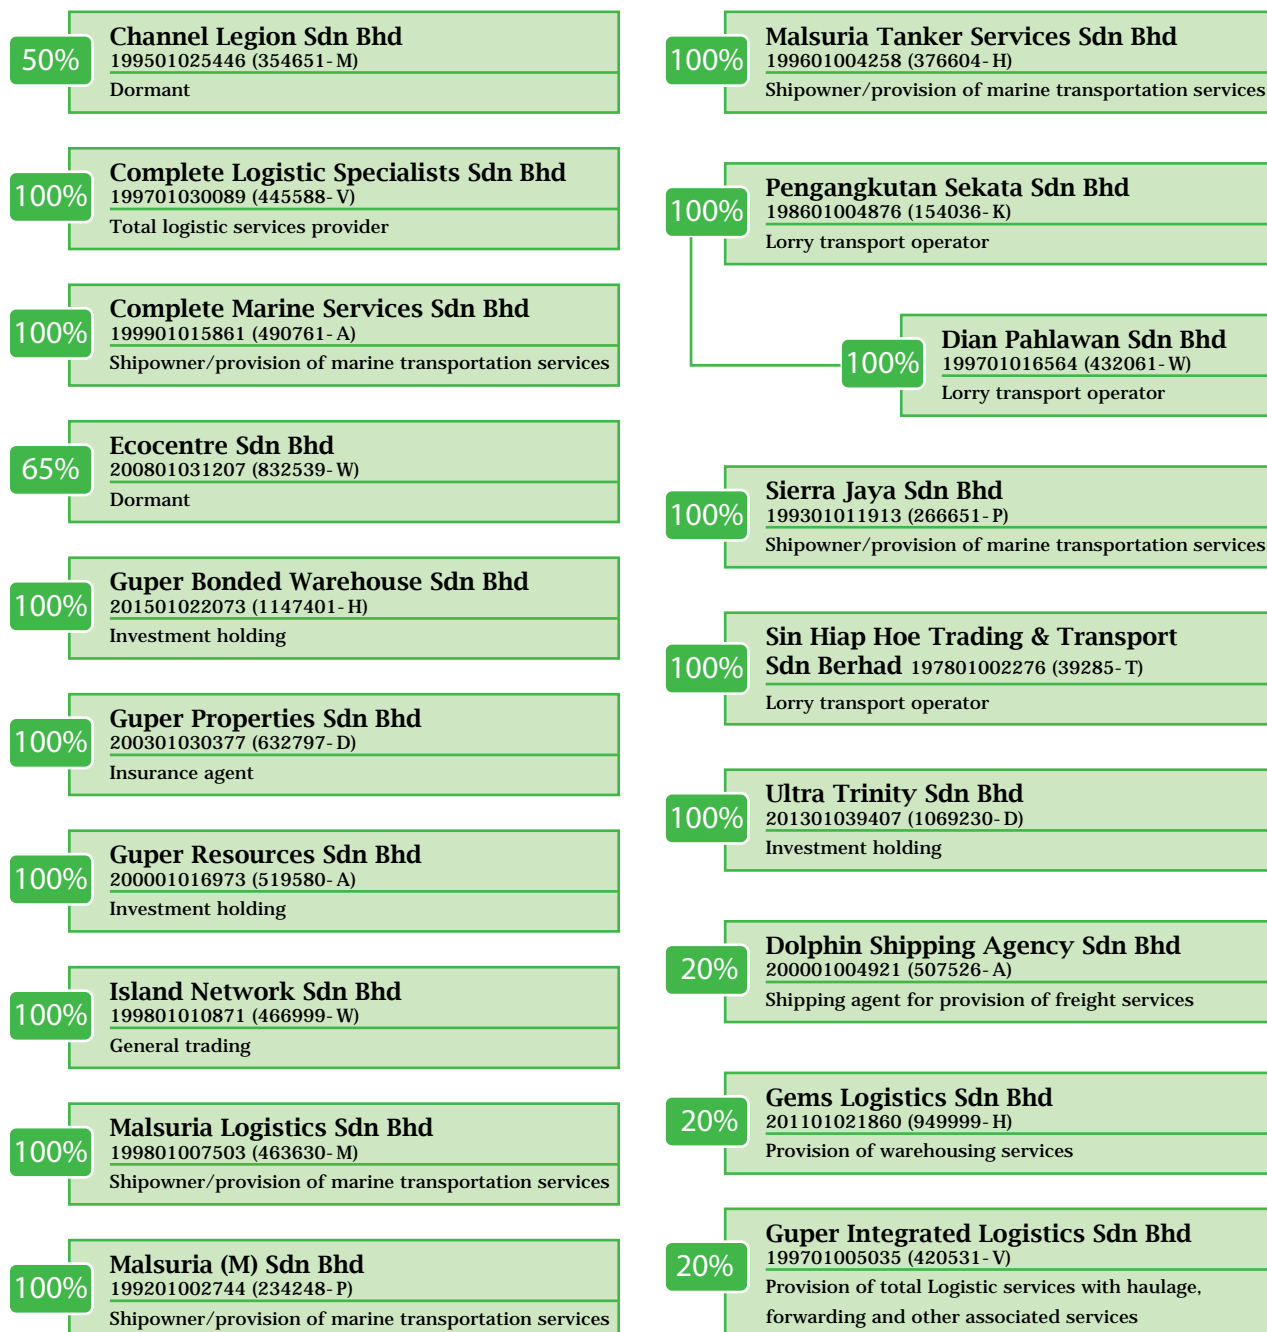 50%
Channel Legion Sdn Bhd
199501025446 (354651-M)
Dormant
100%
Complete Logistic Specialists Sdn Bhd
199701030089 (445588-V)
Total logistic services provider
100%
Complete Marine Services Sdn Bhd
199901015861 (490761-A)
Shipowner/provision of marine transportation services
65%
Ecocentre Sdn Bhd
200801031207 (832539-W)
Dormant
100%
Guper Bonded Warehouse Sdn Bhd
201501022073 (1147401-H)
Investment holding
100%
Guper Properties Sdn Bhd
200301030377 (632797-D)
Insurance agent
100%
Guper Resources Sdn Bhd
200001016973 (519580-A)
Investment holding
100%
Island Network Sdn Bhd
199801010871 (466999-W)
General trading
100%
Malsuria Logistics Sdn Bhd
199801007503 (463630-M)
Shipowner/provision of marine transportation services
100%
Malsuria (M) Sdn Bhd
199201002744 (234248-P)
Shipowner/provision of marine transportation services
100%
Malsuria Tanker Services Sdn Bhd
199601004258 (376604-H)
Shipowner/provision of marine transportation services
100%
Pengangkutan Sekata Sdn Bhd
198601004876 (154036-K)
Lorry transport operator
100%
Dian Pahlawan Sdn Bhd
199701016564 (432061-W)
Lorry transport operator
100%
Sierra Jaya Sdn Bhd
199301011913 (266651-P)
Shipowner/provision of marine transportation services
100%
Sin Hiap Hoe Trading & Transport
Sdn Berhad 197801002276 (39285-T)
Lorry transport operator
100%
Ultra Trinity Sdn Bhd
201301039407 (1069230-D)
Investment holding
20%
Dolphin Shipping Agency Sdn Bhd
200001004921 (507526-A)
Shipping agent for provision of freight services
20%
Gems Logistics Sdn Bhd
201101021860 (949999-H)
Provision of warehousing services
20%
Guper Integrated Logistics Sdn Bhd
199701005035 (420531-V)
Provision of total Logistic services with haulage,
forwarding and other associated services